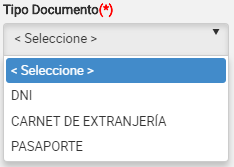 Tipo Documento(*)
< Seleccione >
< Seleccione >
DNI
CARNET DE EXTRANJERÍA
PASAPORTE